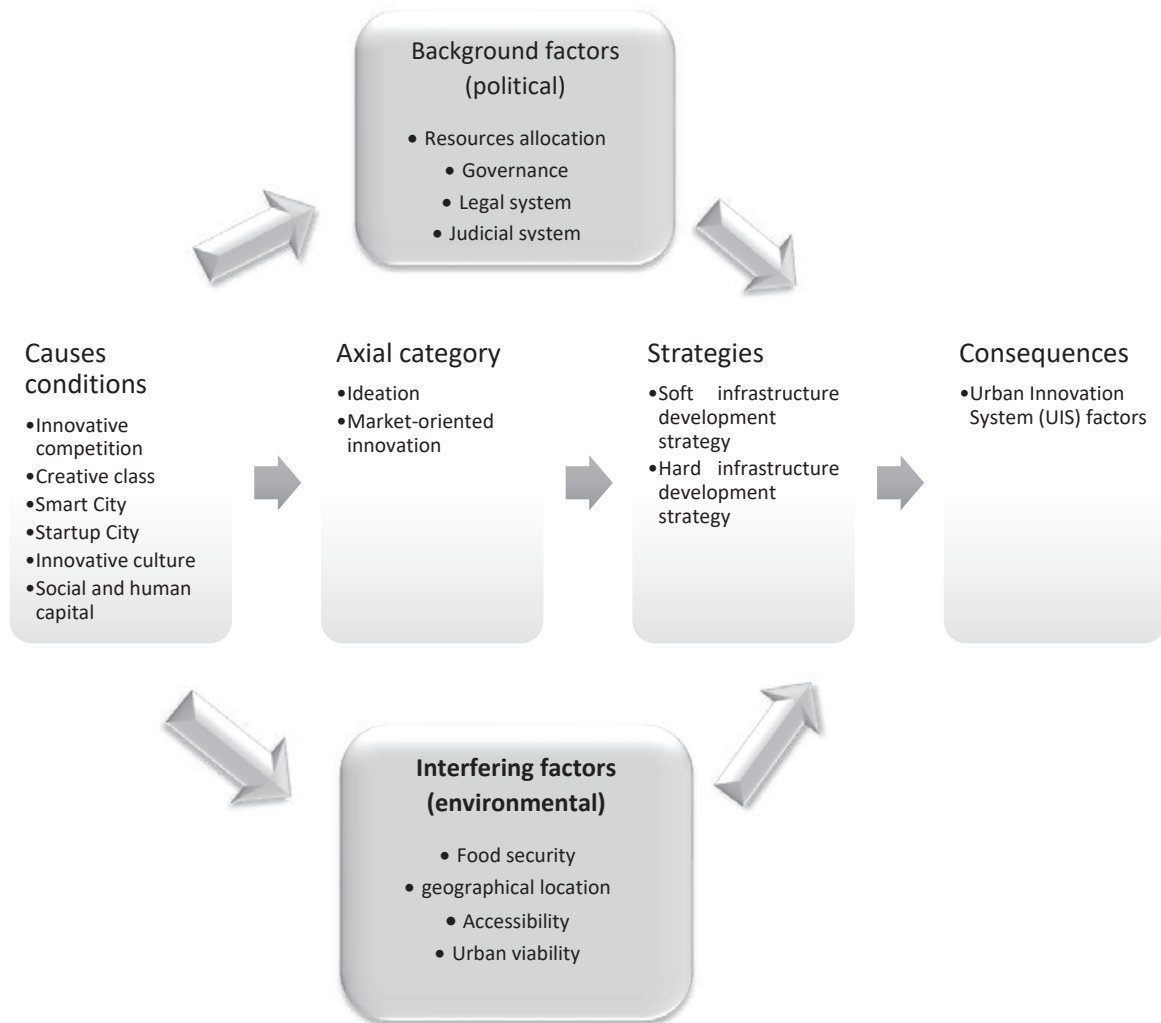 Background factors
(political)
• Resources allocation
• Governance
• Legal system
• Judicial system
Causes
conditions
•Innovative
competition
•Creative class
•Smart City
•Startup City
•Innovative culture
•Social and human
capital
Axial category
•Ideation
•Market-oriented
innovation
Strategies
•Soft infrastructure
development
strategy
•Hard infrastructure
development
strategy
Consequences
•Urban Innovation
System (UIS) factors
Interfering factors
(environmental)
• Food security
• geographical location
• Accessibility
• Urban viability